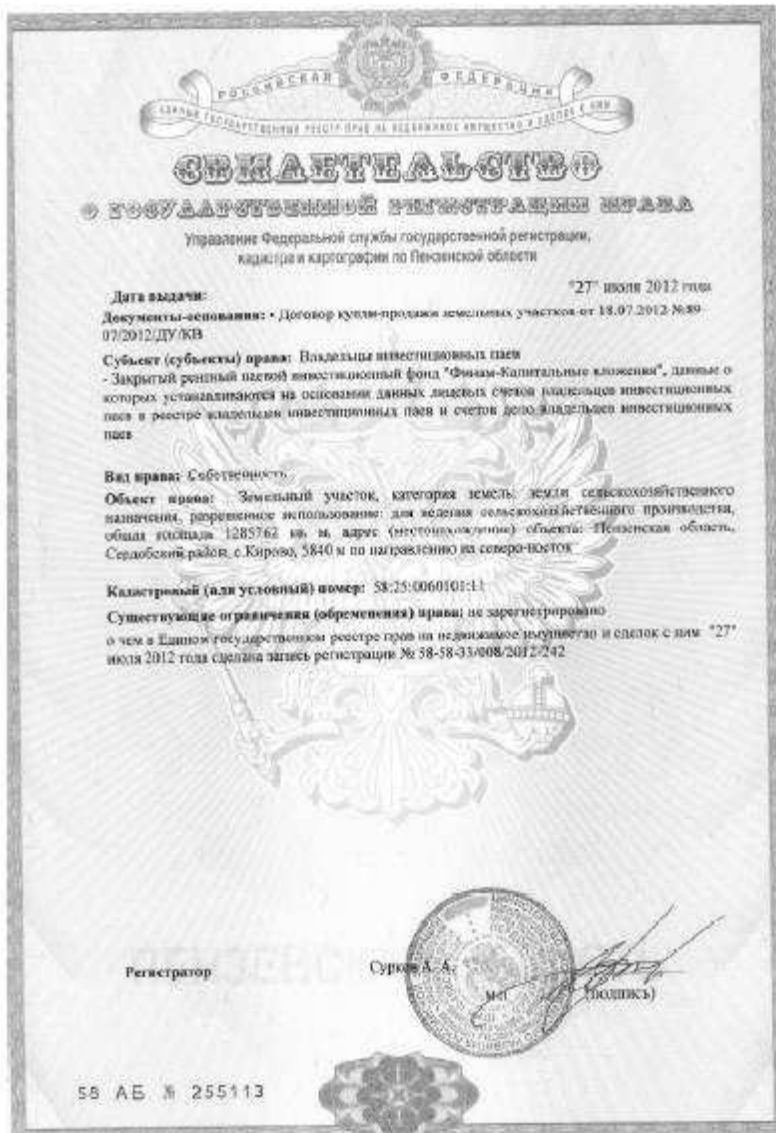 РОССИЙСКАЯ ФЕДЕРАЦИЯ
ЕДИНЫЙ ГОСУДАРСТВЕННЫЙ РЕЕСТР ПРАВ НА НЕДВИЖИМОЕ ИМУЩЕСТВО И СДЕЛОК С НИМ
СВИДЕТЕЛЬСТВО
О ГОСУДАРСТВЕННОЙ РЕГИСТРАЦИИ ПРАВА
Управление Федеральной службы государственной регистрации,
кадастра и картографии по Пензенской области
Дата выдачи: "27" июля 2012 года
Документы-основания: • Договор купли-продажи земельных участков от 18.07.2012 №89-
07/2012/ДУ/КВ
Субъект (субъекты) права: Владельцы инвестиционных паев
- Закрытый рентный паевой инвестиционный фонд "Финам-Капитальные вложения", данные о
которых устанавливаются на основании данных лицевых счетов владельцев инвестиционных
паев в реестре владельцев инвестиционных паев и счетов депо владельцев инвестиционных
паев
Вид права: Собственность
Объект права: Земельный участок, категория земель: земли сельскохозяйственного
назначения, разрешенное использование: для ведения сельскохозяйственного производства,
общая площадь 1285762 кв. м, адрес (местонахождение) объекта: Пензенская область,
Сердобский район, с.Кирово, 5840 м по направлению на северо-восток
Кадастровый (или условный) номер: 58:25:0060101:11
Существующие ограничения (обременения) права: не зарегистрировано
о чем в Едином государственном реестре прав на недвижимое имущество и сделок с ним "27"
июля 2012 года сделана запись регистрации № 58-58-33/008/2012-242
Регистратор Сурков А. А.
м.п. (подпись)
58 АБ № 255113